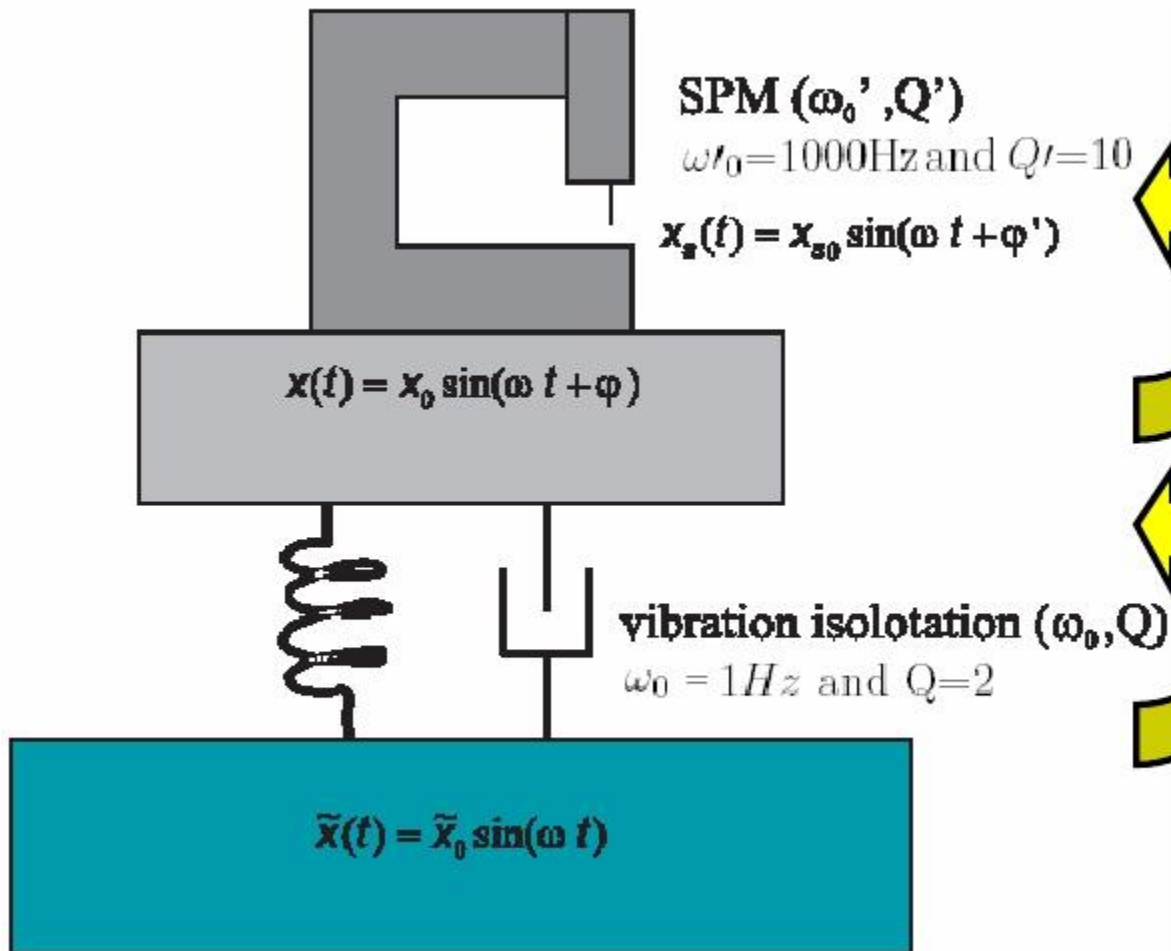 SPM (ω₀' ,Q')
ω′₀=1000Hz and Q′=10
xₛ(t) = xₛ₀ sin(ω t +φ')
x(t) = x₀ sin(ω t +φ)
vibration isolotation (ω₀,Q)
ω₀ = 1Hz and Q=2
x̃(t) = x̃₀ sin(ω t)